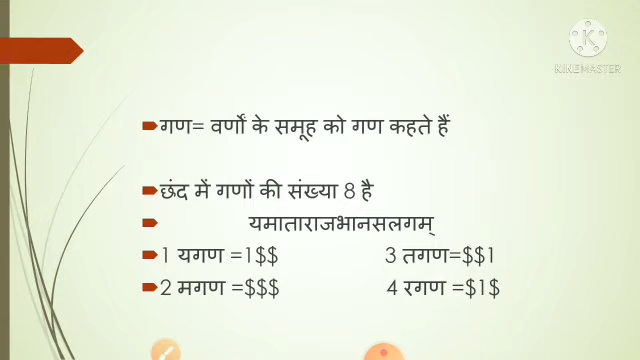 KINEMASTER
गण= वर्णों के समूह को गण कहते हैं
छंद में गणों की संख्या 8 है
यमाताराजभानसलगम्
1 यगण =1$$ 3 तगण=$$1
2 मगण =$$$ 4 रगण =$1$